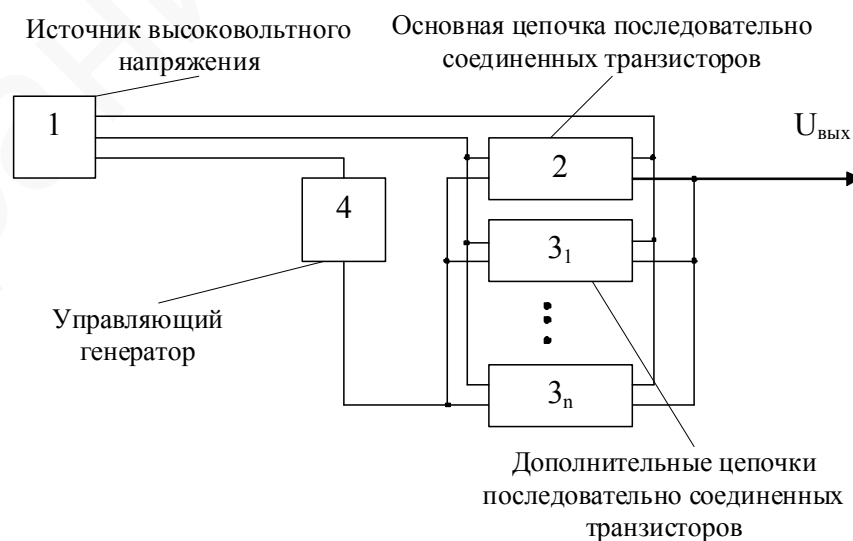 Источник высоковольтного
напряжения
Основная цепочка последовательно
соединенных транзисторов
1
2
U вых
4
3₁
Управляющий
генератор
3ₙ
Дополнительные цепочки
последовательно соединенных
транзисторов